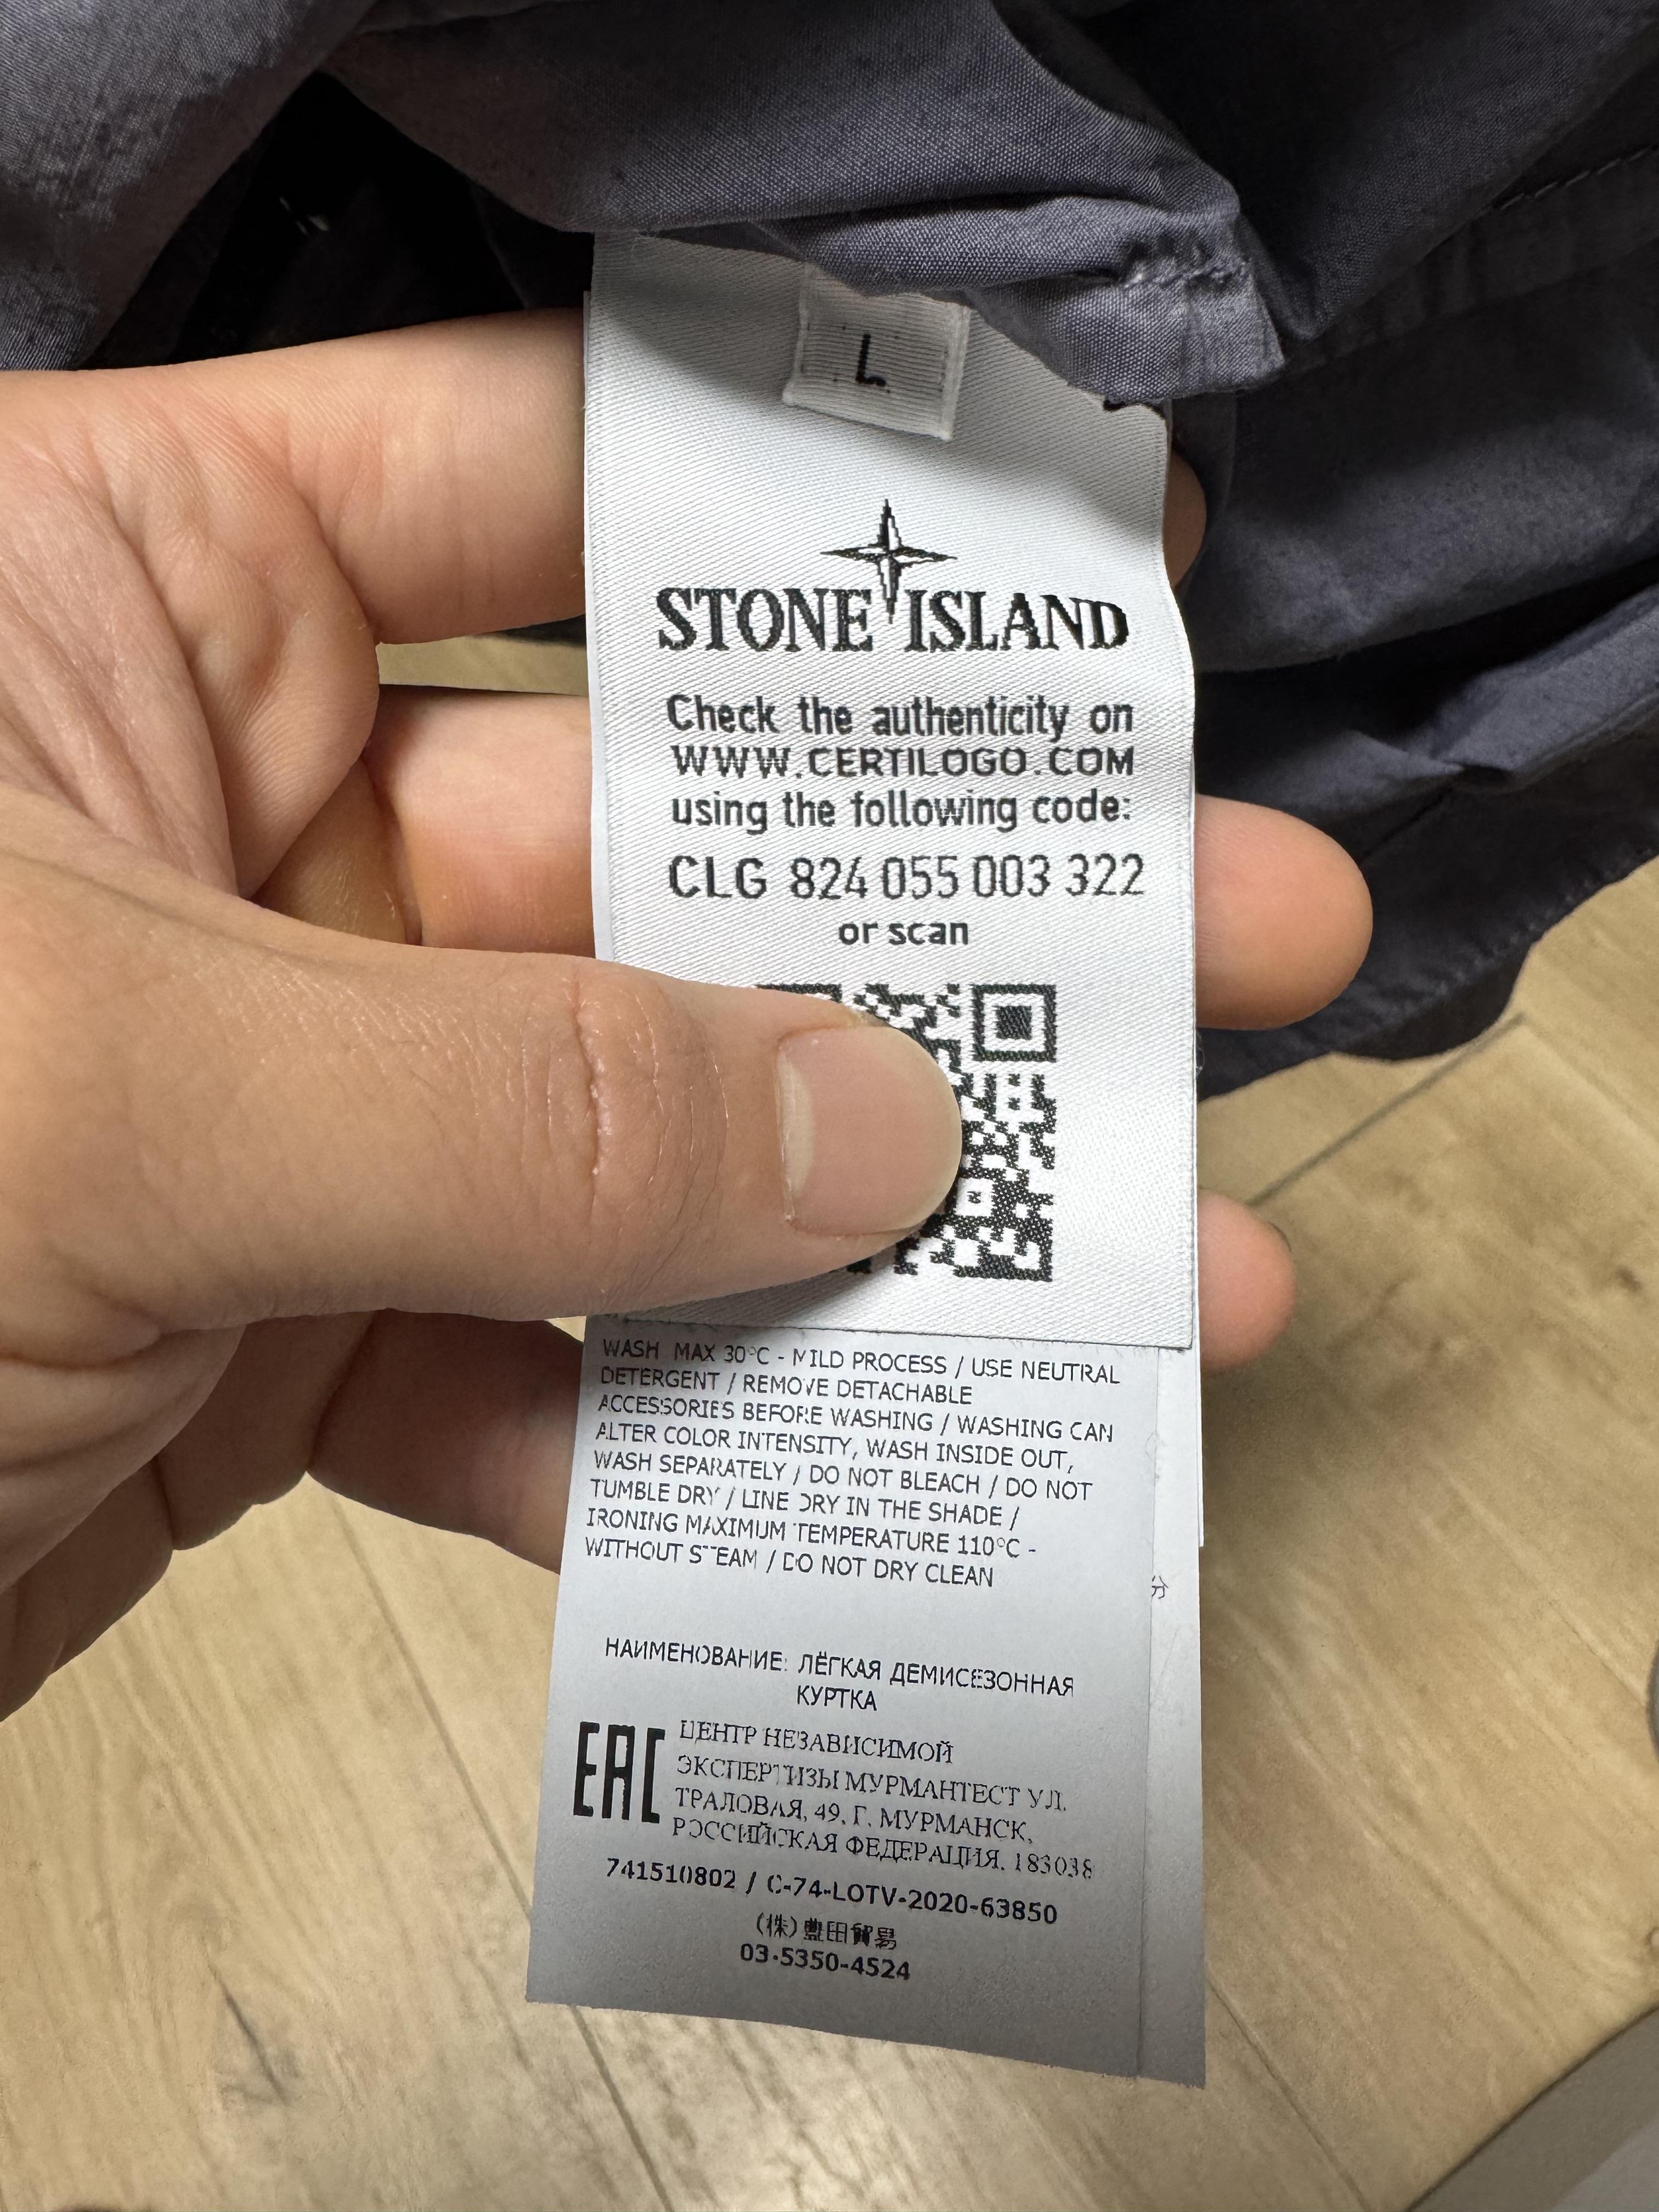 L
STONE ISLAND
Check the authenticity on
WWW.CERTILOGO.COM
using the following code:
CLG 824 055 003 322
or scan
WASH MAX 30°C - MILD PROCESS / USE NEUTRAL
DETERGENT / REMOVE DETACHABLE
ACCESSORIES BEFORE WASHING / WASHING CAN
ALTER COLOR INTENSITY, WASH INSIDE OUT,
WASH SEPARATELY / DO NOT BLEACH / DO NOT
TUMBLE DRY / LINE DRY IN THE SHADE /
IRONING MAXIMUM TEMPERATURE 110°C -
WITHOUT STEAM / DO NOT DRY CLEAN
НАИМЕНОВАНИЕ: ЛЁГКАЯ ДЕМИСЕЗОННАЯ
КУРТКА
EAC ЦЕНТР НЕЗАВИСИМОЙ
ЭКСПЕРТИЗЫ МУРМАНТЕСТ УЛ.
ТРАЛОВАЯ, 49, Г. МУРМАНСК,
РОССИЙСКАЯ ФЕДЕРАЦИЯ, 183038
741510802 / C-74-LOTV-2020-63850
(株)豊田貿易
03-5350-4524